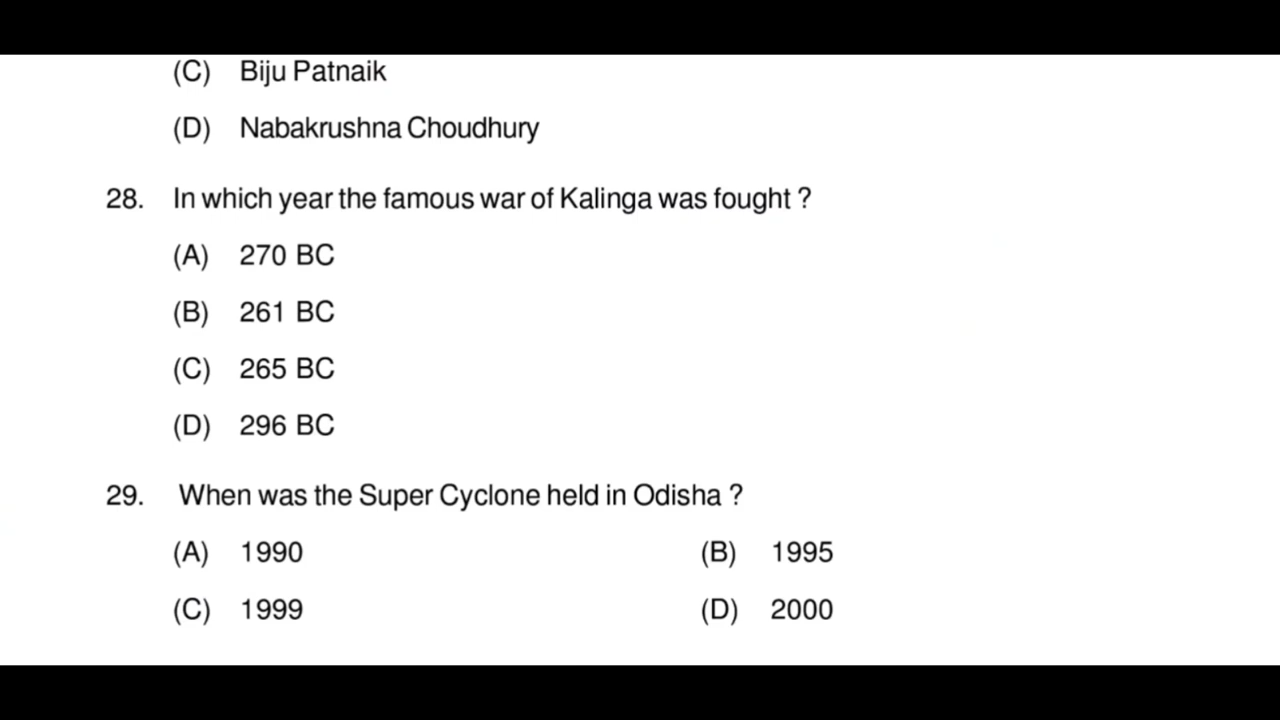 (C) Biju Patnaik
(D) Nabakrushna Choudhury
28. In which year the famous war of Kalinga was fought ?
(A) 270 BC
(B) 261 BC
(C) 265 BC
(D) 296 BC
29. When was the Super Cyclone held in Odisha ?
(A) 1990 (B) 1995
(C) 1999 (D) 2000